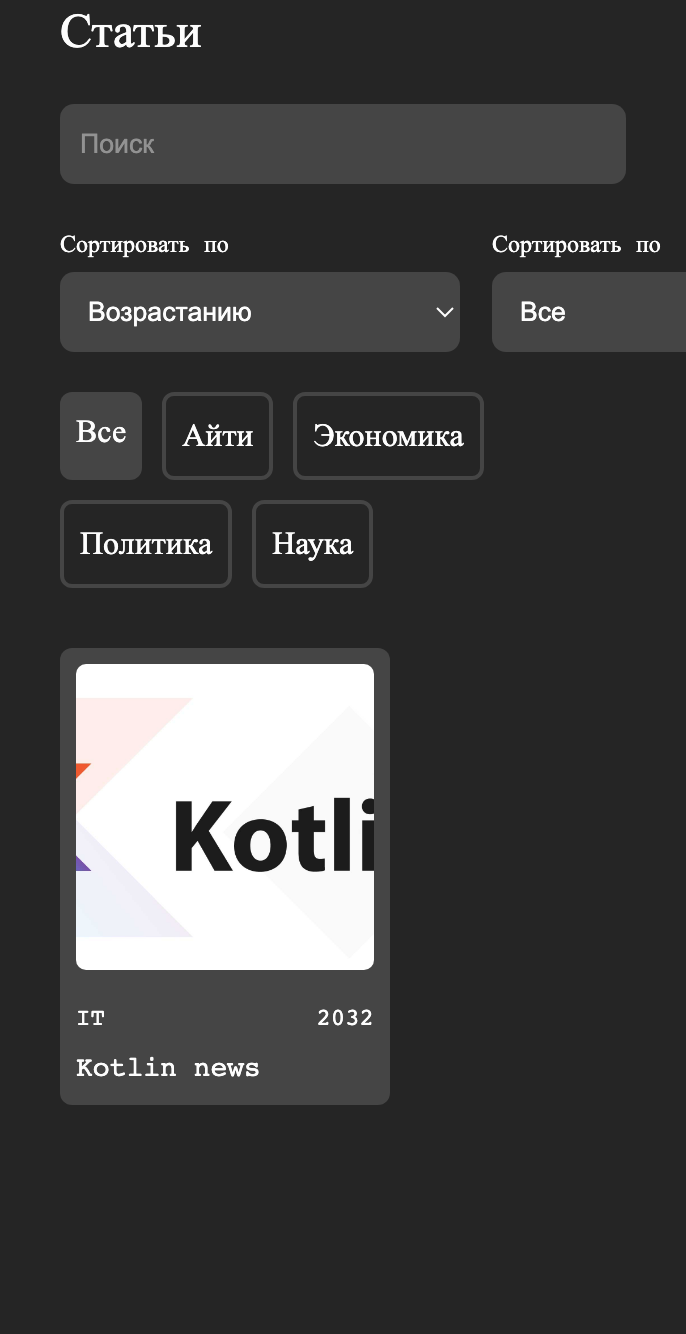 Статьи
Поиск
Сортировать по Сортировать по
Возрастанию Все
Все Айти Экономика
Политика Наука
Kotli
IT 2032
Kotlin news